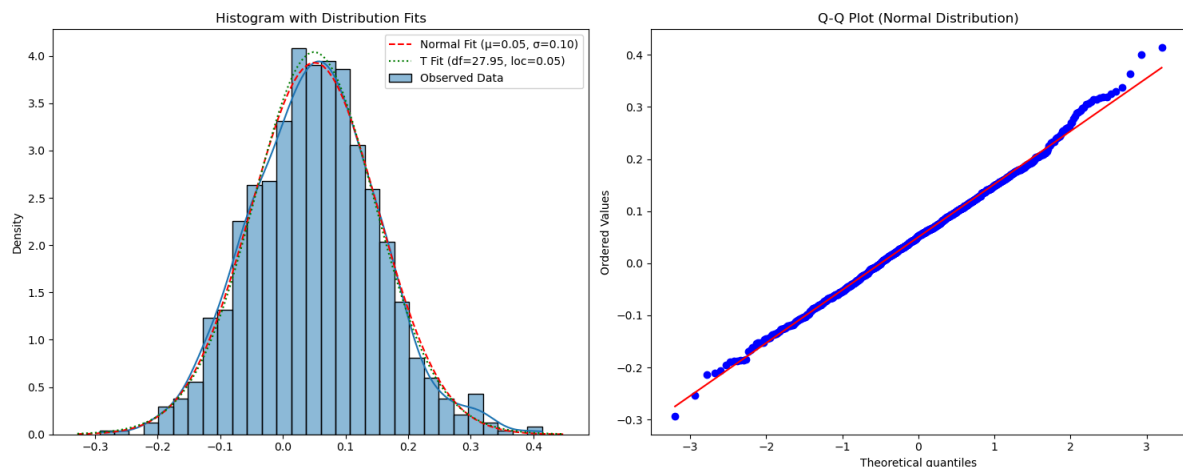 Histogram with Distribution Fits
Normal Fit (μ=0.05, σ=0.10)
T Fit (df=27.95, loc=0.05)
Observed Data
Density
4.0
3.5
3.0
2.5
2.0
1.5
1.0
0.5
0.0
−0.3 −0.2 −0.1 0.0 0.1 0.2 0.3 0.4
Q-Q Plot (Normal Distribution)
Ordered Values
0.4
0.3
0.2
0.1
0.0
−0.1
−0.2
−0.3
−3 −2 −1 0 1 2 3
Theoretical quantiles